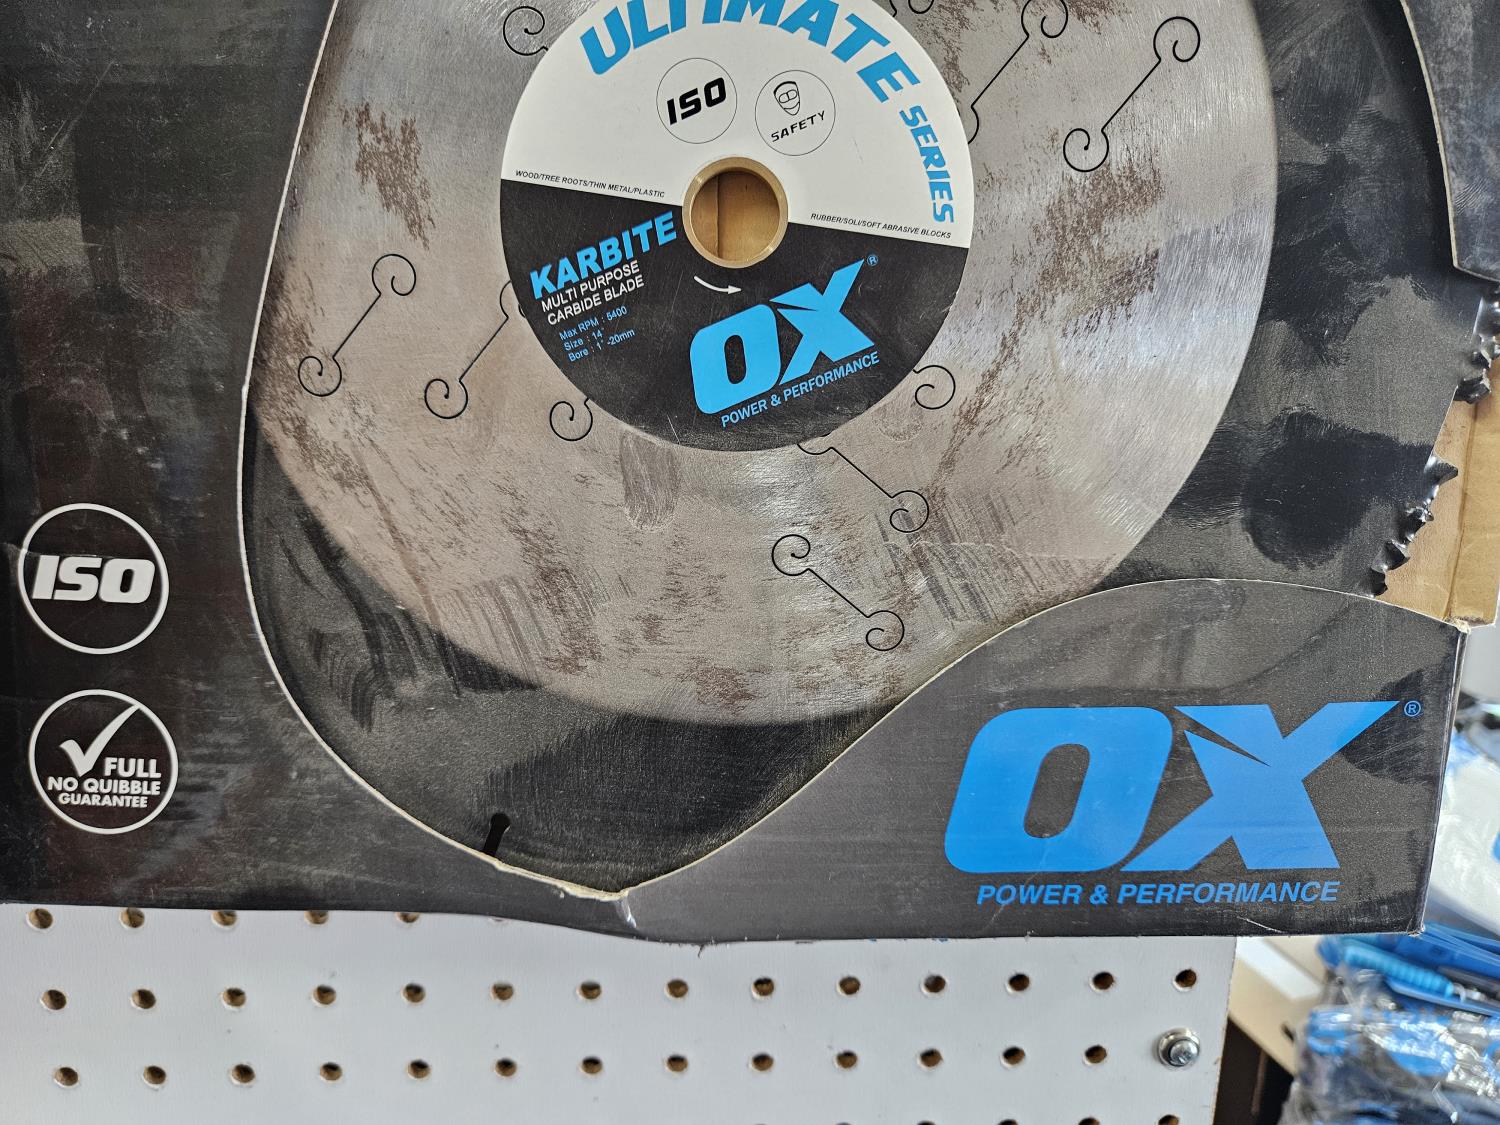 ULTIMATE SERIES
ISO
SAFETY
WOOD/TREE ROOTS/THIN METAL/PLASTIC
RUBBER/SOLI/SOFT ABRASIVE BLOCKS
KARBITE
MULTI PURPOSE
CARBIDE BLADE
Max RPM : 5400
Size : 14"
Bore : 1" -20mm
OX®
POWER & PERFORMANCE
ISO
FULL
NO QUIBBLE
GUARANTEE
OX®
POWER & PERFORMANCE